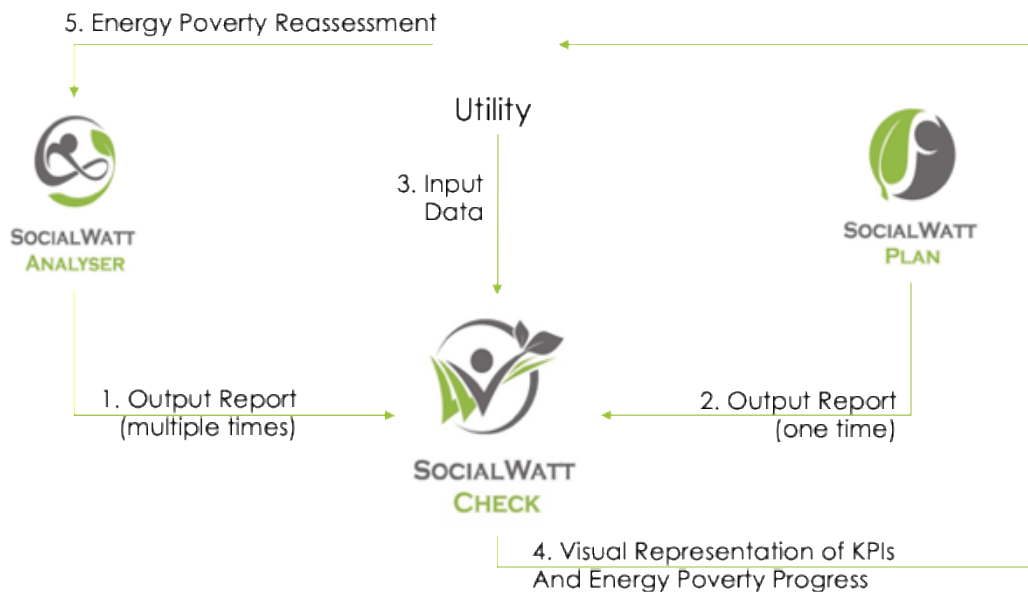 5. Energy Poverty Reassessment
Utility
3. Input
Data
SOCIALWATT
ANALYSER
SOCIALWATT
PLAN
1. Output Report
(multiple times)
2. Output Report
(one time)
SOCIALWATT
CHECK
4. Visual Representation of KPIs
And Energy Poverty Progress